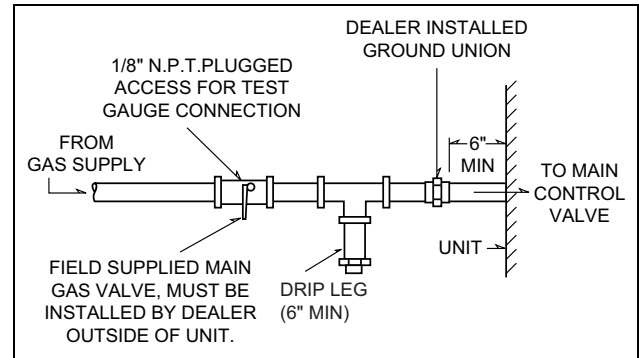 DEALER INSTALLED
GROUND UNION
1/8" N.P.T.PLUGGED
ACCESS FOR TEST
GAUGE CONNECTION
FROM
GAS SUPPLY
6"
MIN
TO MAIN
CONTROL
VALVE
UNIT
FIELD SUPPLIED MAIN
GAS VALVE, MUST BE
INSTALLED BY DEALER
OUTSIDE OF UNIT.
DRIP LEG
(6" MIN)